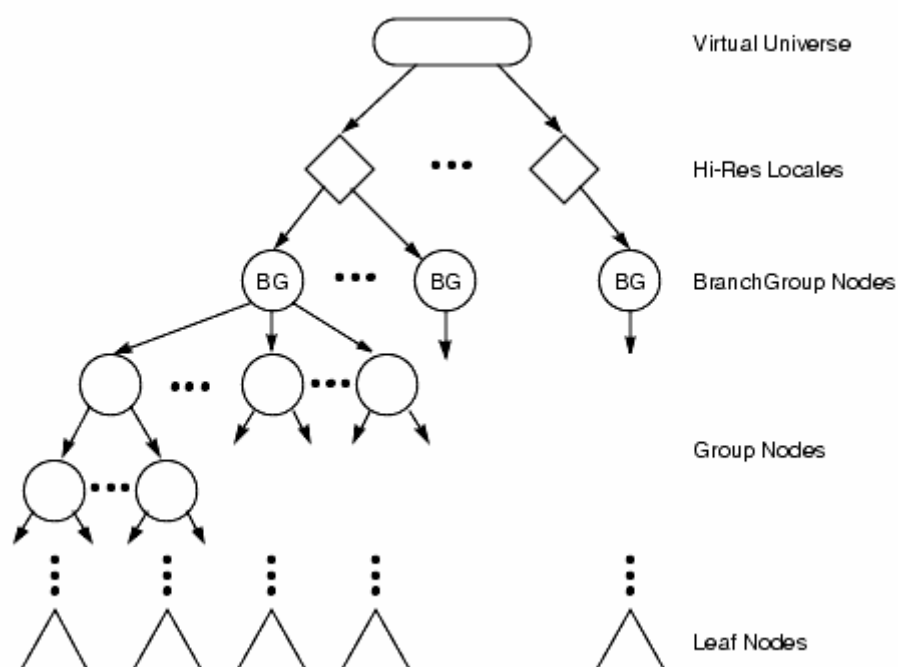 Virtual Universe
Hi-Res Locales
BG
BG
BG
BranchGroup Nodes
Group Nodes
Leaf Nodes